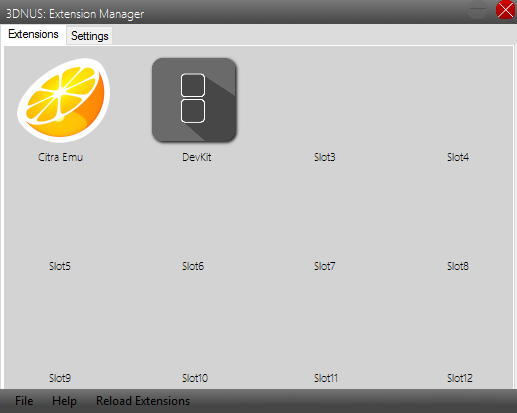 3DNUS: Extension Manager
Extensions Settings
Citra Emu DevKit Slot3 Slot4
Slot5 Slot6 Slot7 Slot8
Slot9 Slot10 Slot11 Slot12
File Help Reload Extensions